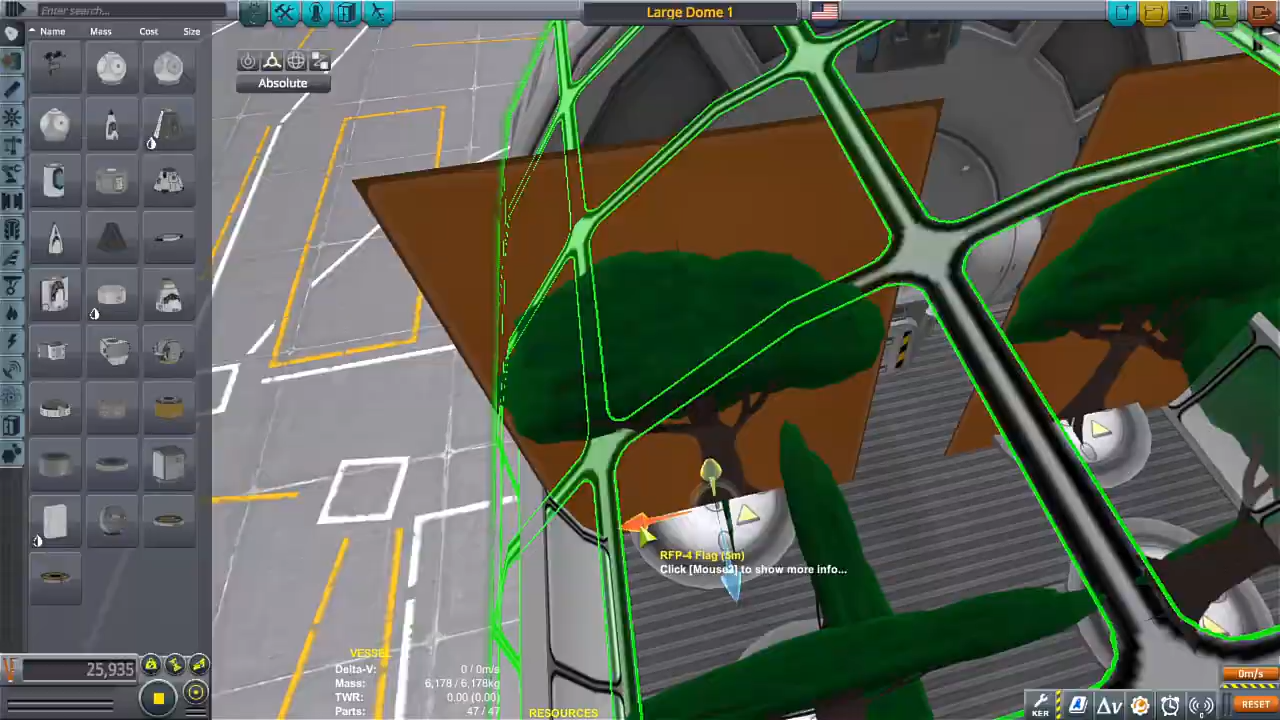 Enter search...
Large Dome 1
Name Mass Cost Size
Absolute
RFP-4 Flag (5m)
Click [Mouse3] to show more info...
VESSEL
Delta-V: 0 / 0m/s
Mass: 6,178 / 6,178kg
TWR: 0.00 (0.00)
Parts: 47 / 47
RESOURCES
25,935
0m/s
KER
Δv
RESET